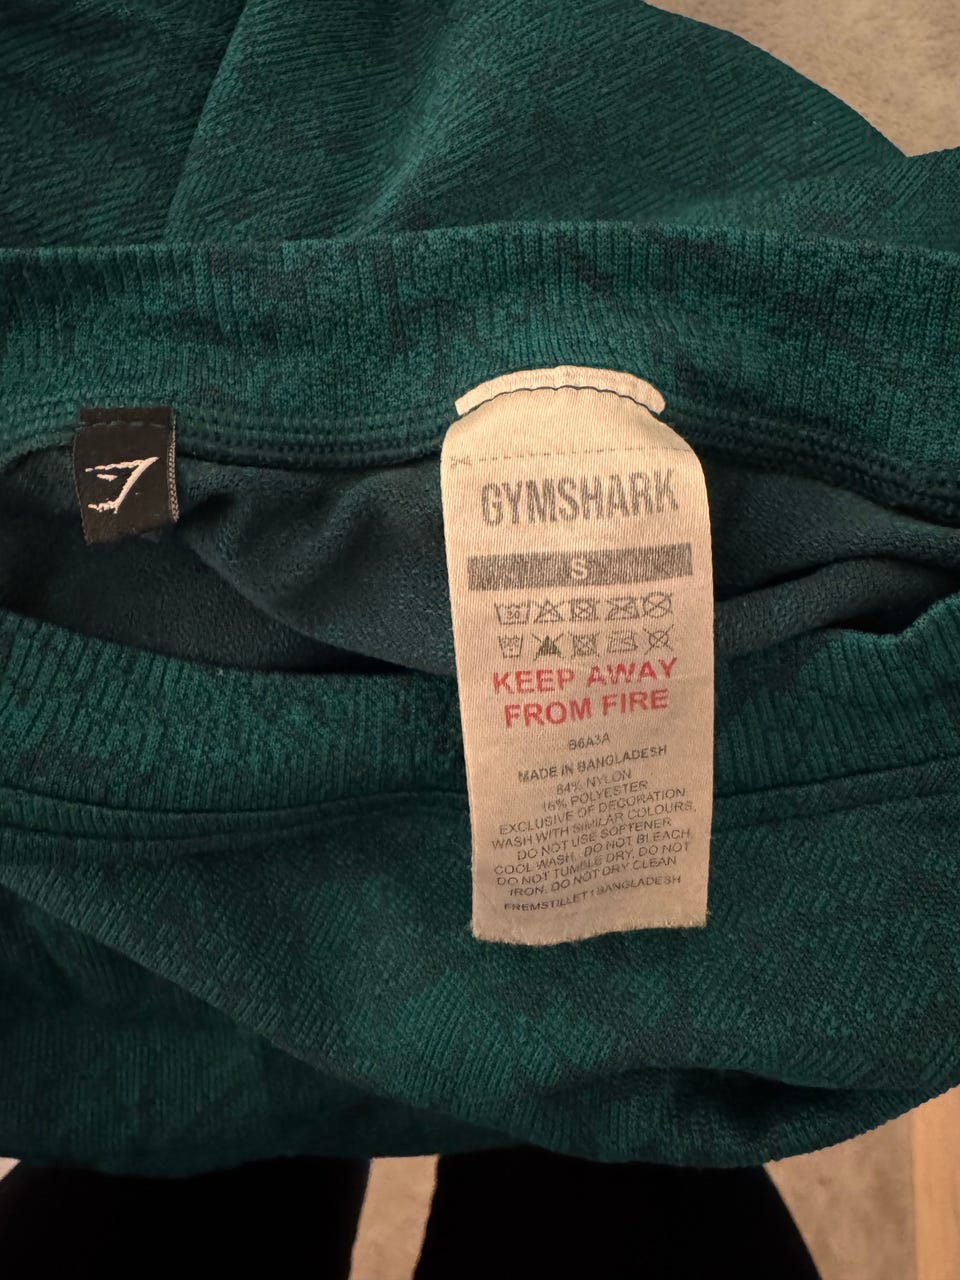 GYMSHARK
S
30
KEEP AWAY
FROM FIRE
B6A3A
MADE IN BANGLADESH
84% NYLON
16% POLYESTER
EXCLUSIVE OF DECORATION
WASH WITH SIMILAR COLOURS,
DO NOT USE SOFTENER
COOL WASH, DO NOT BLEACH,
DO NOT TUMBLE DRY, DO NOT
IRON, DO NOT DRY CLEAN
FREMSTILLET I BANGLADESH